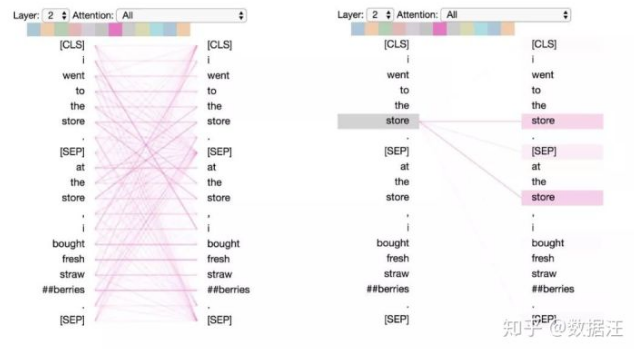 Layer: 2 Attention: All
[CLS] [CLS]
i i
went went
to to
the the
store store
. .
[SEP] [SEP]
at at
the the
store store
, ,
i i
bought bought
fresh fresh
straw straw
##berries ##berries
. .
[SEP] [SEP]
Layer: 2 Attention: All
[CLS] [CLS]
i i
went went
to to
the the
store store
. .
[SEP] [SEP]
at at
the the
store store
, ,
i i
bought bought
fresh fresh
straw straw
##berries ##berries
. .
[SEP] [SEP]
知乎 @数据汪